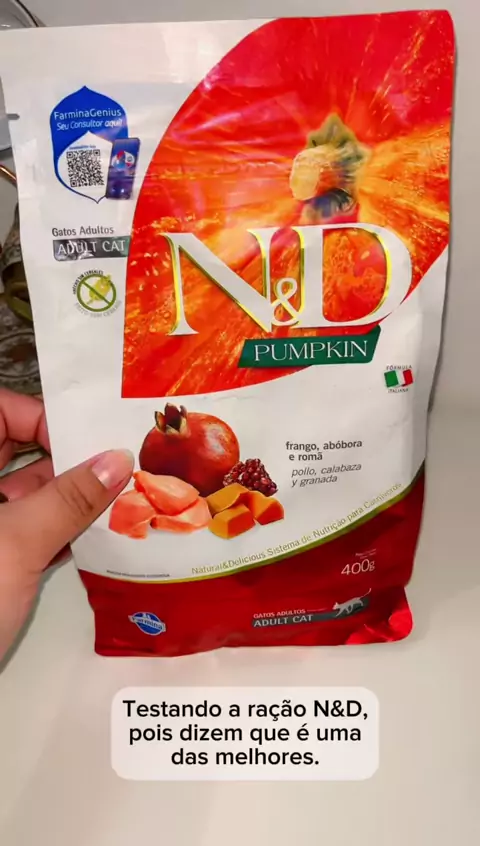 FarminaGenius
Seu Consultor aqui!
Gatos Adultos
ADULT CAT
N&D
PUMPKIN
FÓRMULA
ITALIANA
frango, abóbora
e romã
pollo, calabaza
y granada
Natural&Delicious Sistema de Nutrição para Carnívoros
400g
GATOS ADULTOS
ADULT CAT
Farmina
Testando a ração N&D,
pois dizem que é uma
das melhores.